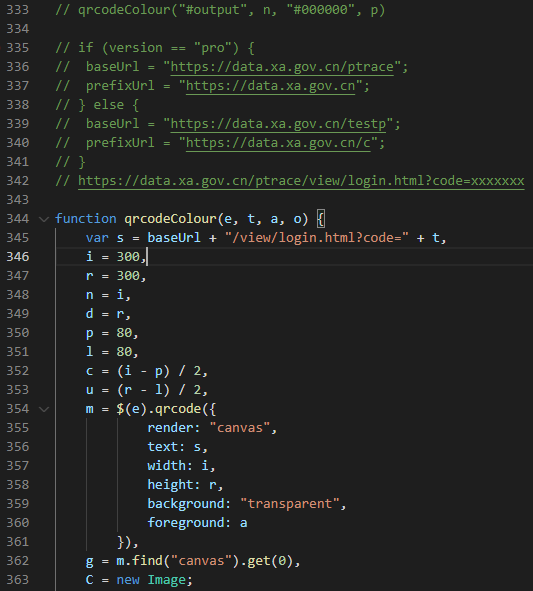 333 // qrcodeColour("#output", n, "#000000", p)
334
335 // if (version == "pro") {
336 //  baseUrl = "https://data.xa.gov.cn/ptrace";
337 //  prefixUrl = "https://data.xa.gov.cn";
338 // } else {
339 //  baseUrl = "https://data.xa.gov.cn/testp";
340 //  prefixUrl = "https://data.xa.gov.cn/c";
341 // }
342 // https://data.xa.gov.cn/ptrace/view/login.html?code=xxxxxxx
343
344 function qrcodeColour(e, t, a, o) {
345     var s = baseUrl + "/view/login.html?code=" + t,
346     i = 300,
347     r = 300,
348     n = i,
349     d = r,
350     p = 80,
351     l = 80,
352     c = (i - p) / 2,
353     u = (r - l) / 2,
354     m = $(e).qrcode({
355             render: "canvas",
356             text: s,
357             width: i,
358             height: r,
359             background: "transparent",
360             foreground: a
361         }),
362     g = m.find("canvas").get(0),
363     C = new Image;